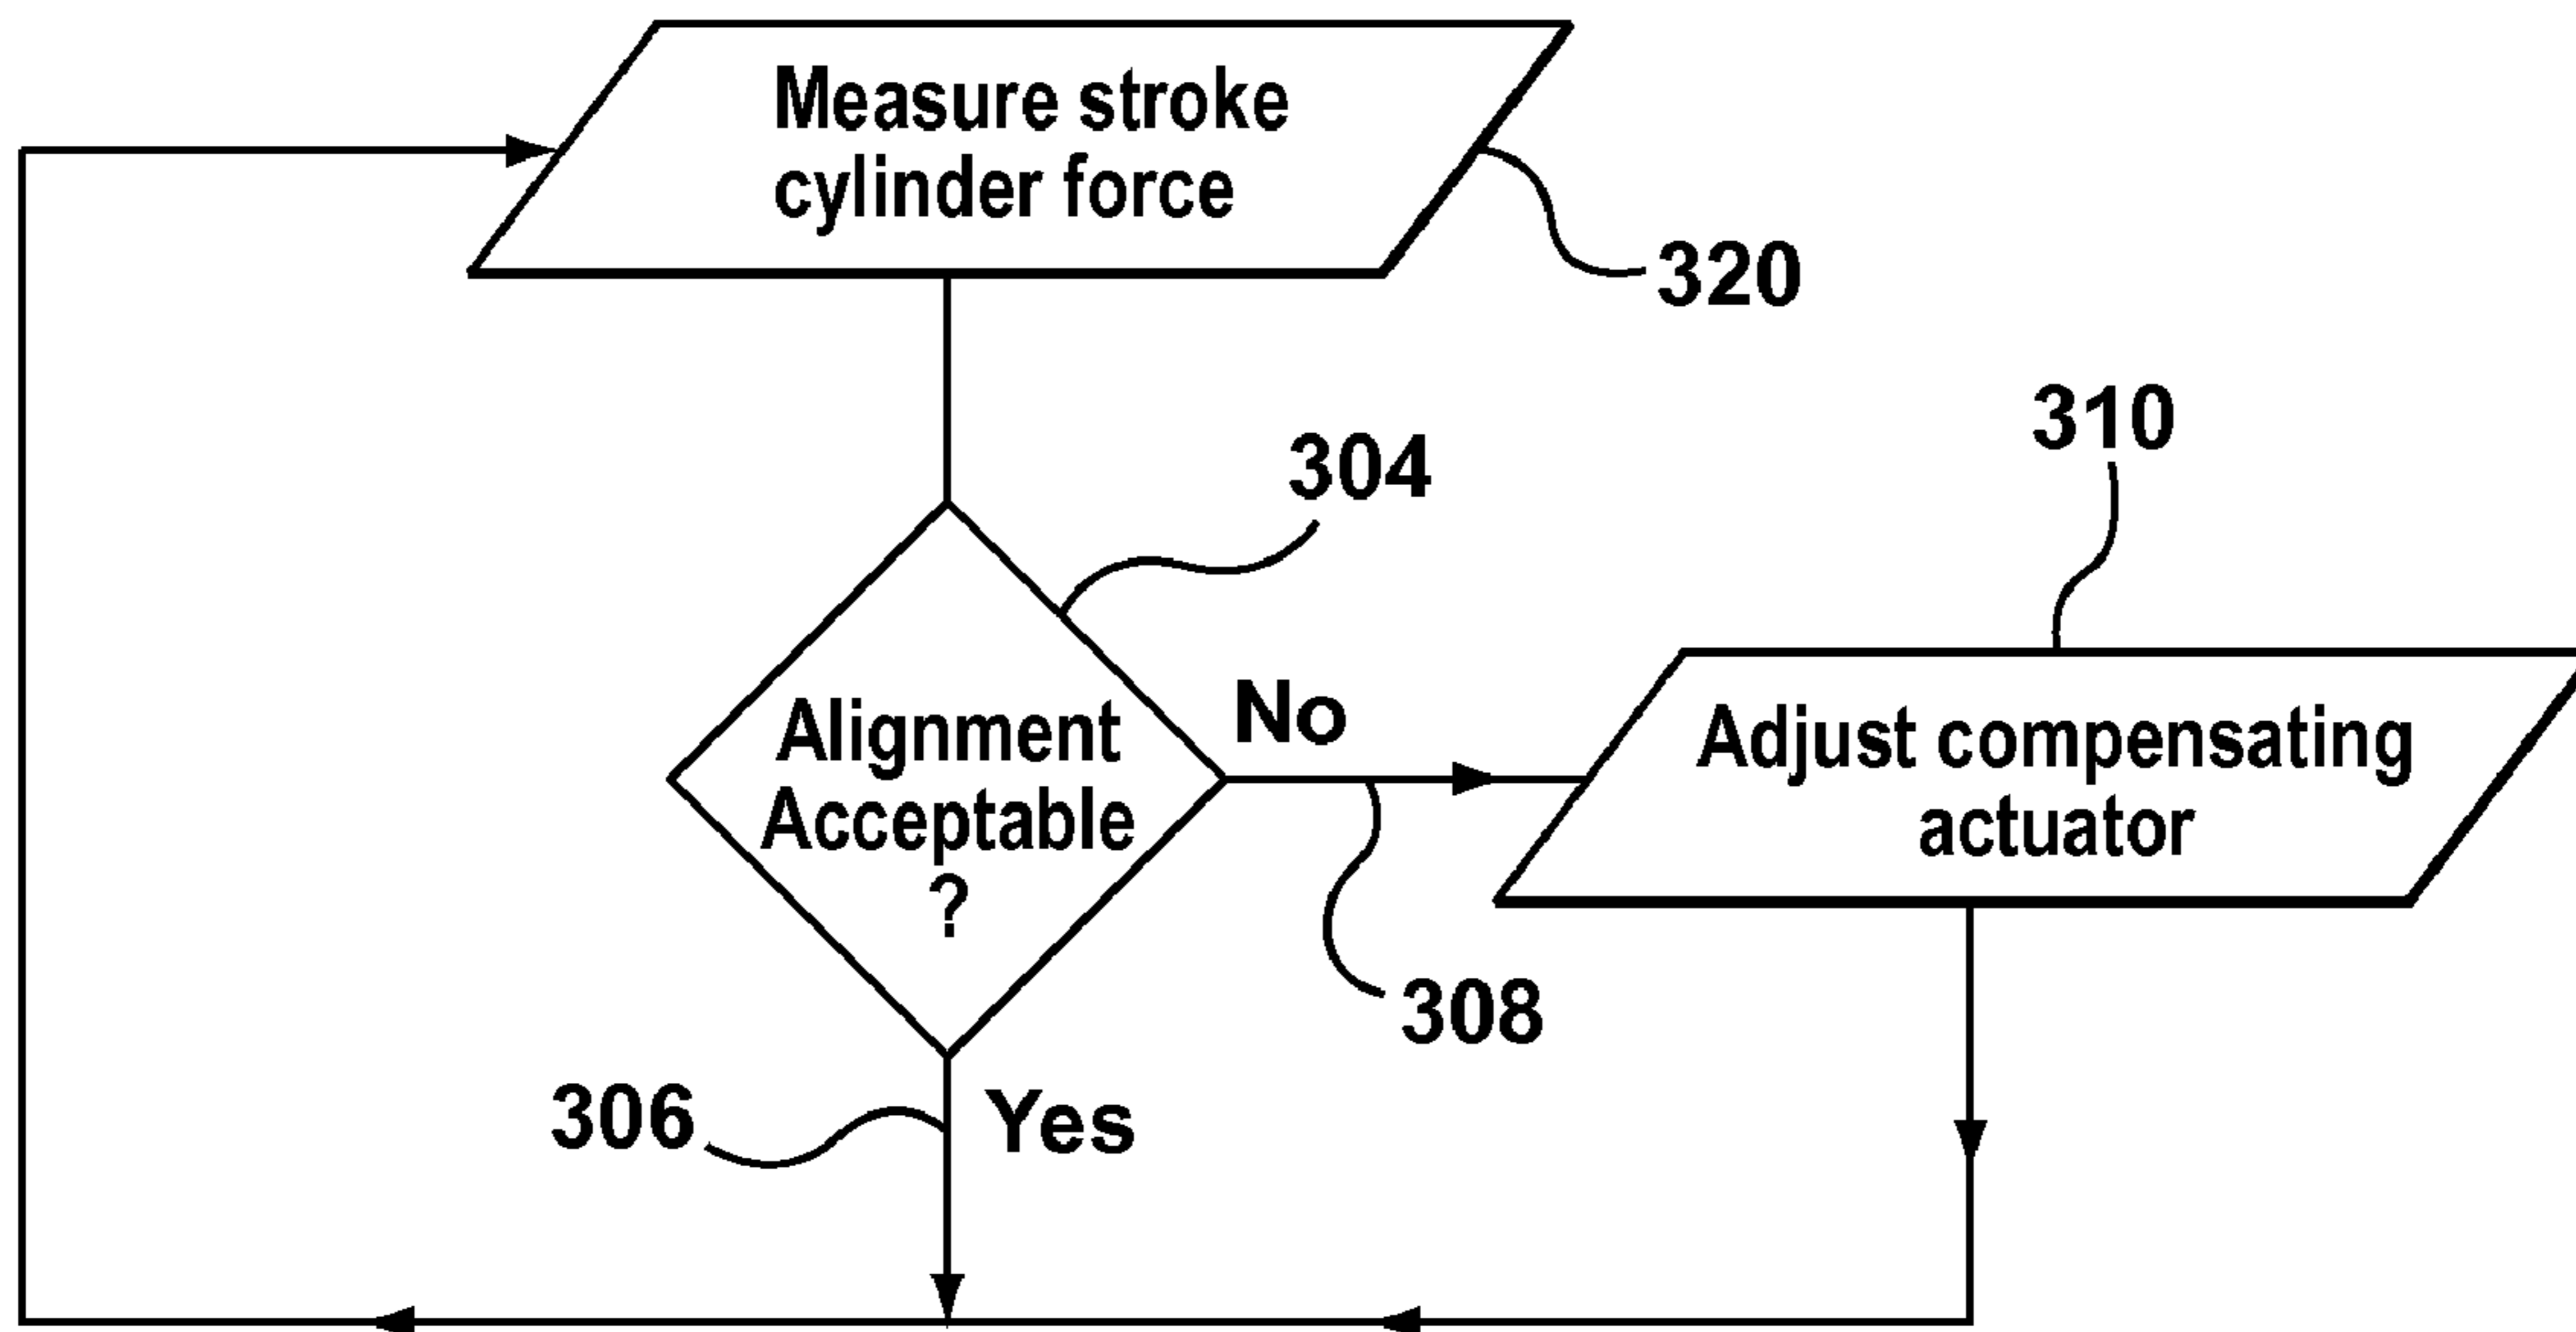 Measure stroke
cylinder force
320
304
310
Alignment
Acceptable
?
No
Adjust compensating
actuator
308
306
Yes